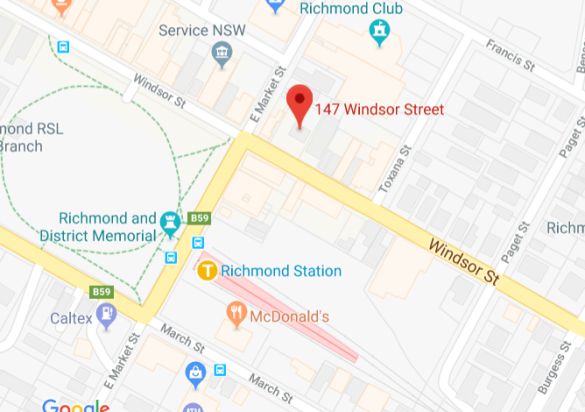 Richmond Club
Service NSW
E Market St
Francis St
Windsor St
147 Windsor Street
mond RSL
Branch
Toxana St
Paget St
Richmond and
District Memorial
B59
Paget St
Richm
Windsor St
Richmond Station
B59
Caltex
McDonald's
March St
E Market St
March St
Burgess St
Google